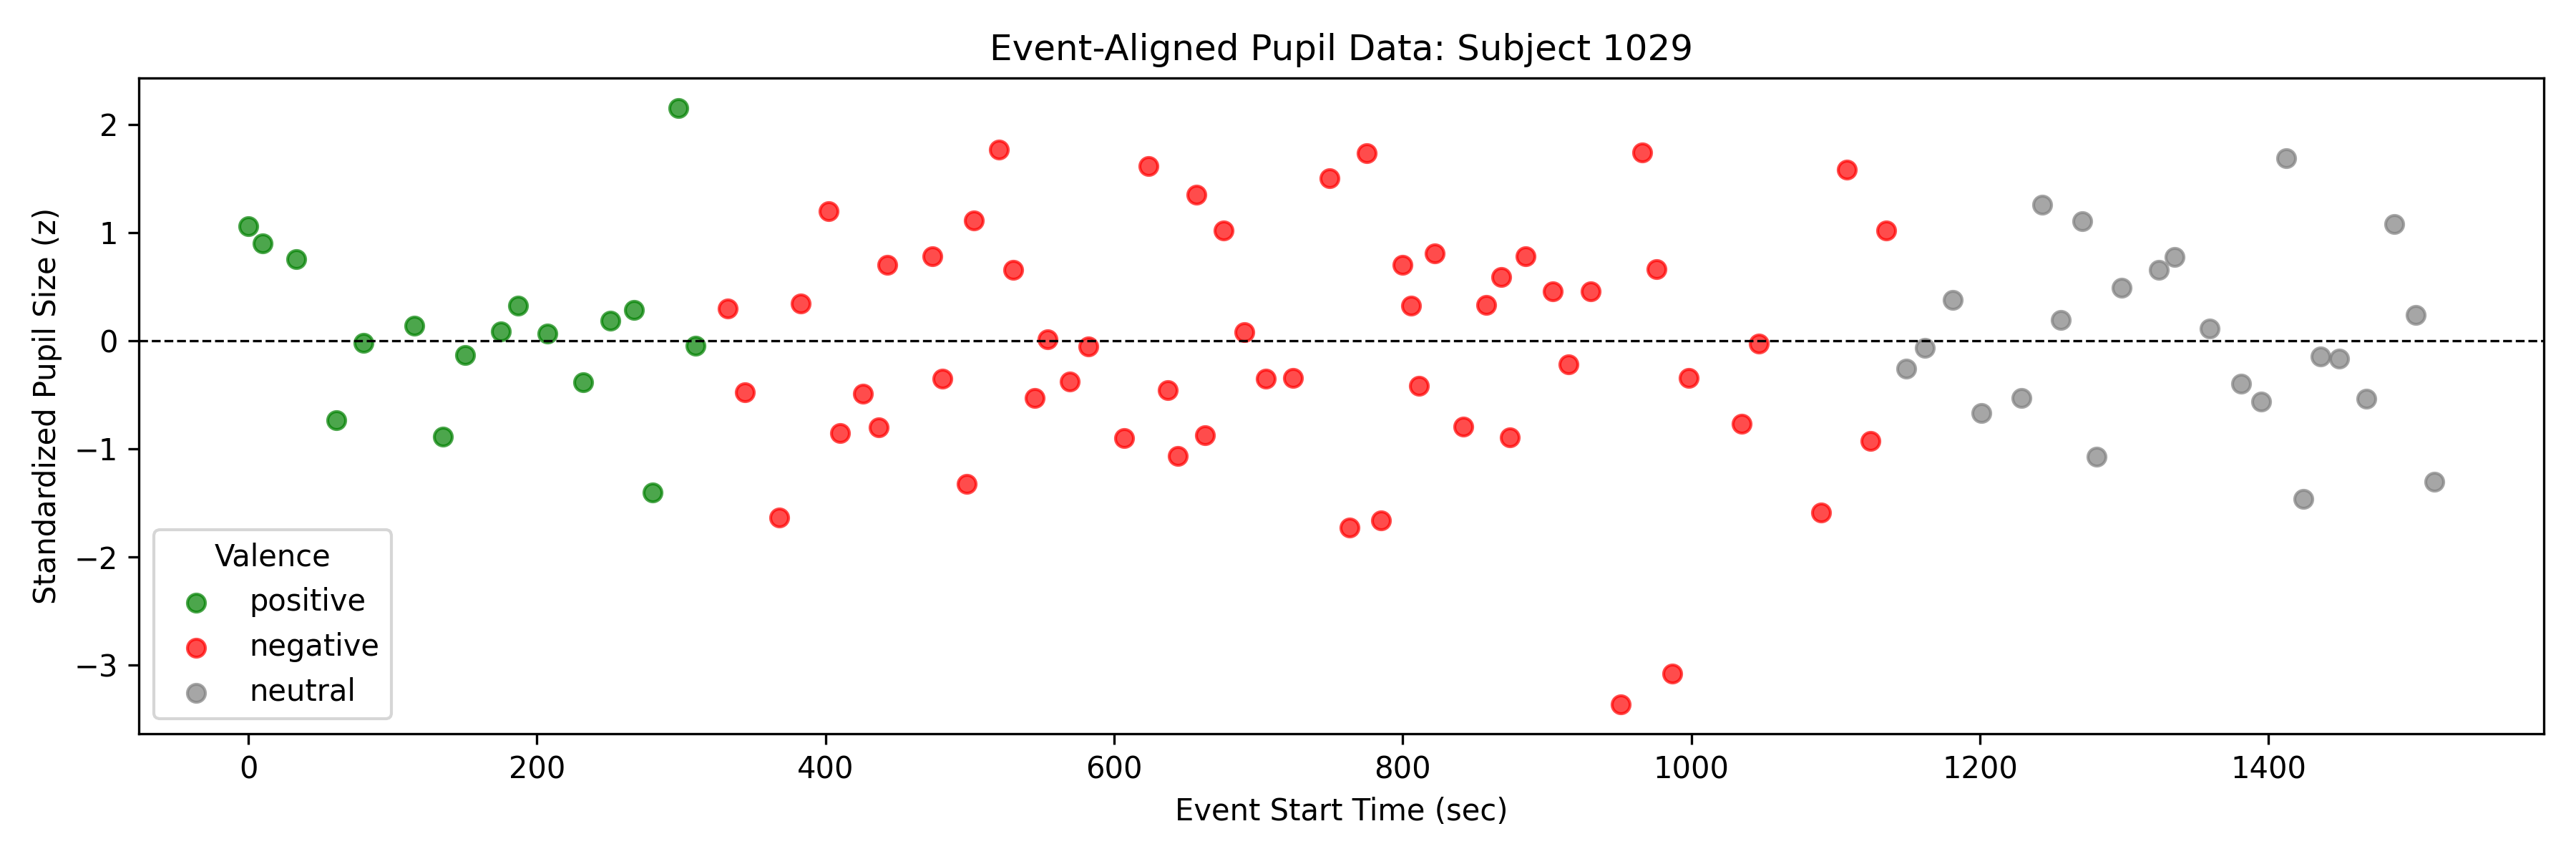 Event-Aligned Pupil Data: Subject 1029
Standardized Pupil Size (z)
2
1
0
−1
−2
−3
Valence
positive
negative
neutral
0 200 400 600 800 1000 1200 1400
Event Start Time (sec)